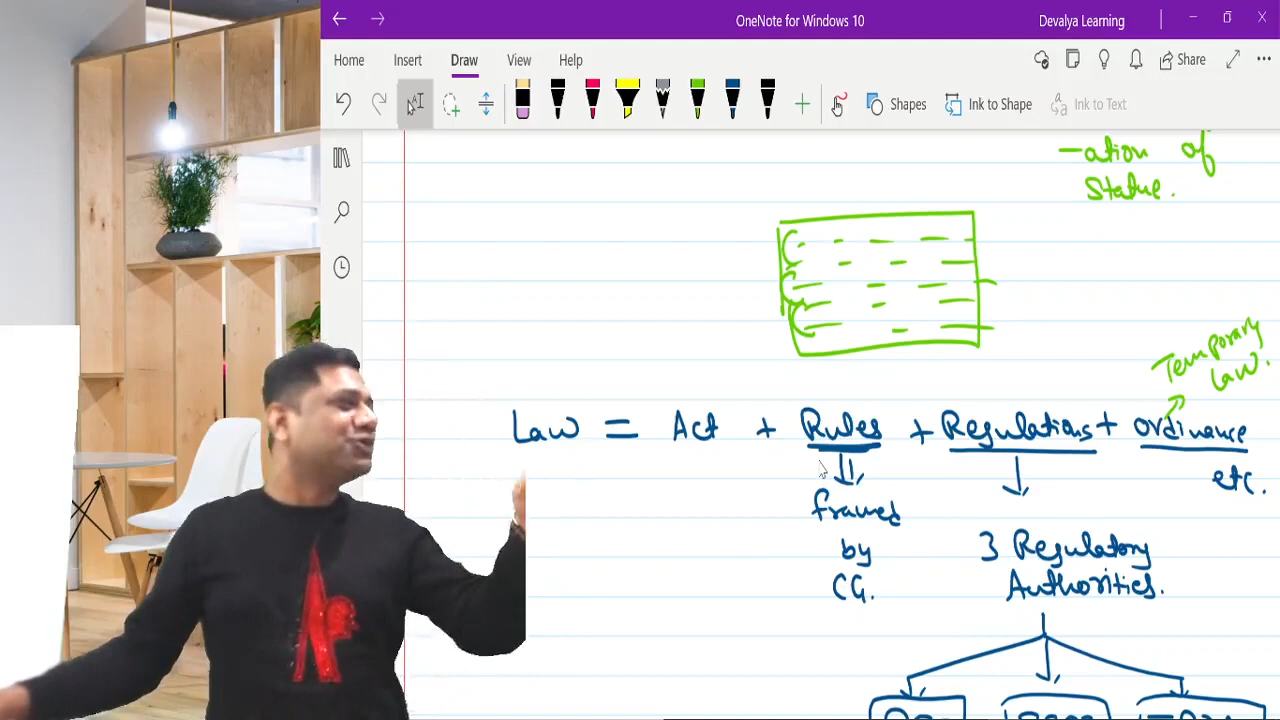 OneNote for Windows 10
Devalya Learning
Home Insert Draw View Help
Share
Shapes Ink to Shape Ink to Text
-ation of
Statue.
Temporary
Law.
Law = Act + Rules + Regulations + ordinance
etc.
framed
by
CG.
3 Regulatory
Authorities.